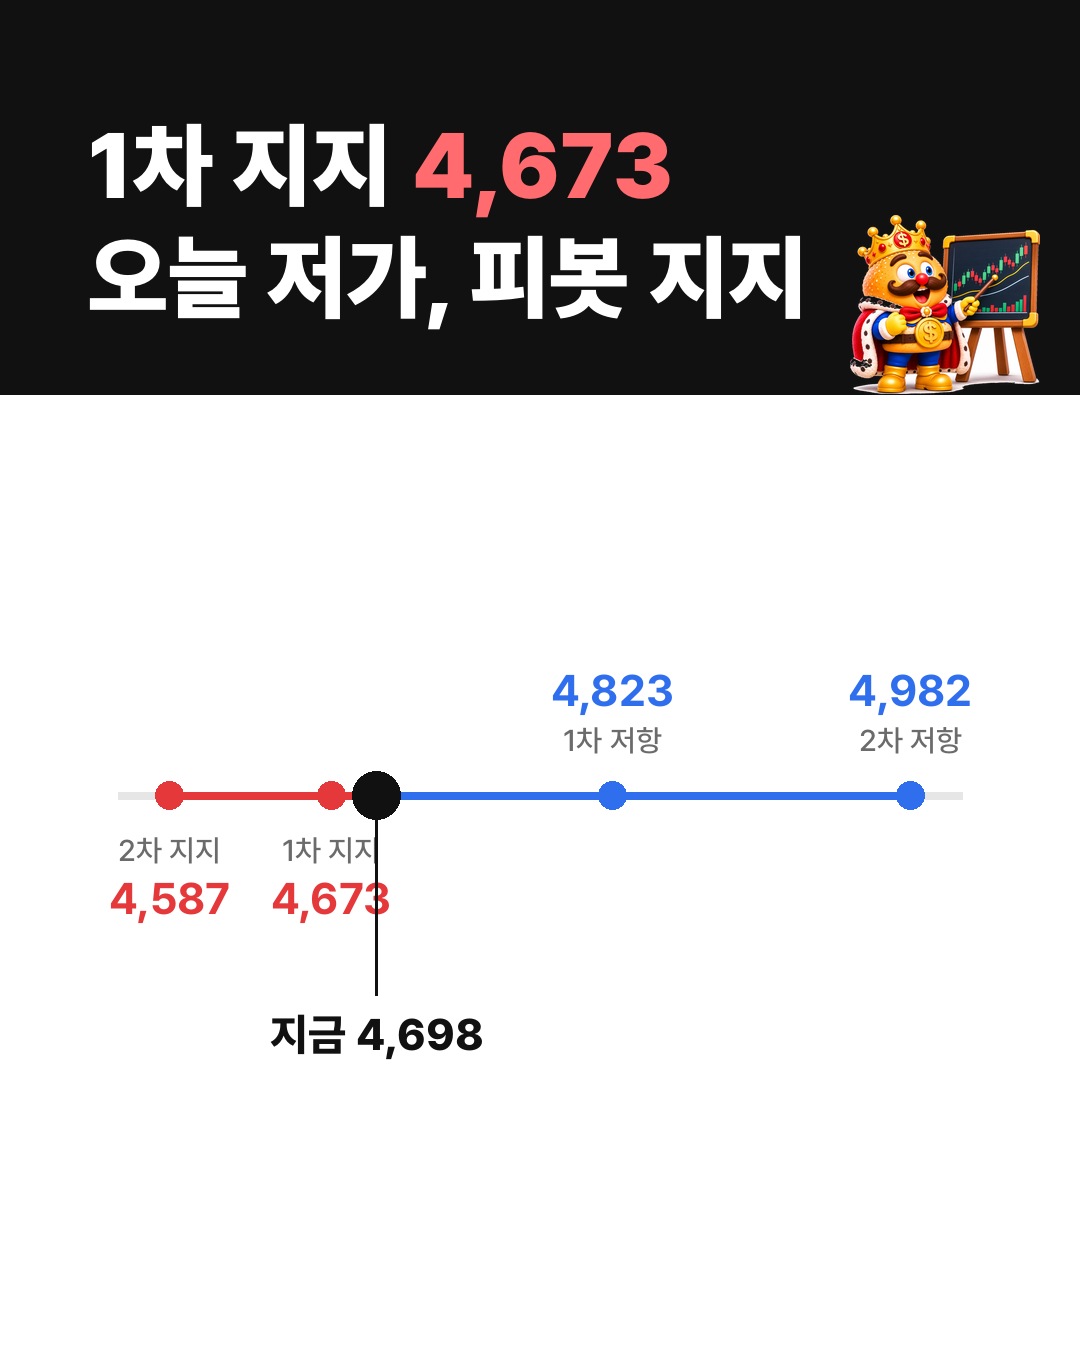 1차 지지 4,673
오늘 저가, 피봇 지지
4,823
1차 저항
4,982
2차 저항
2차 지지
4,587
1차 지지
4,673
지금 4,698